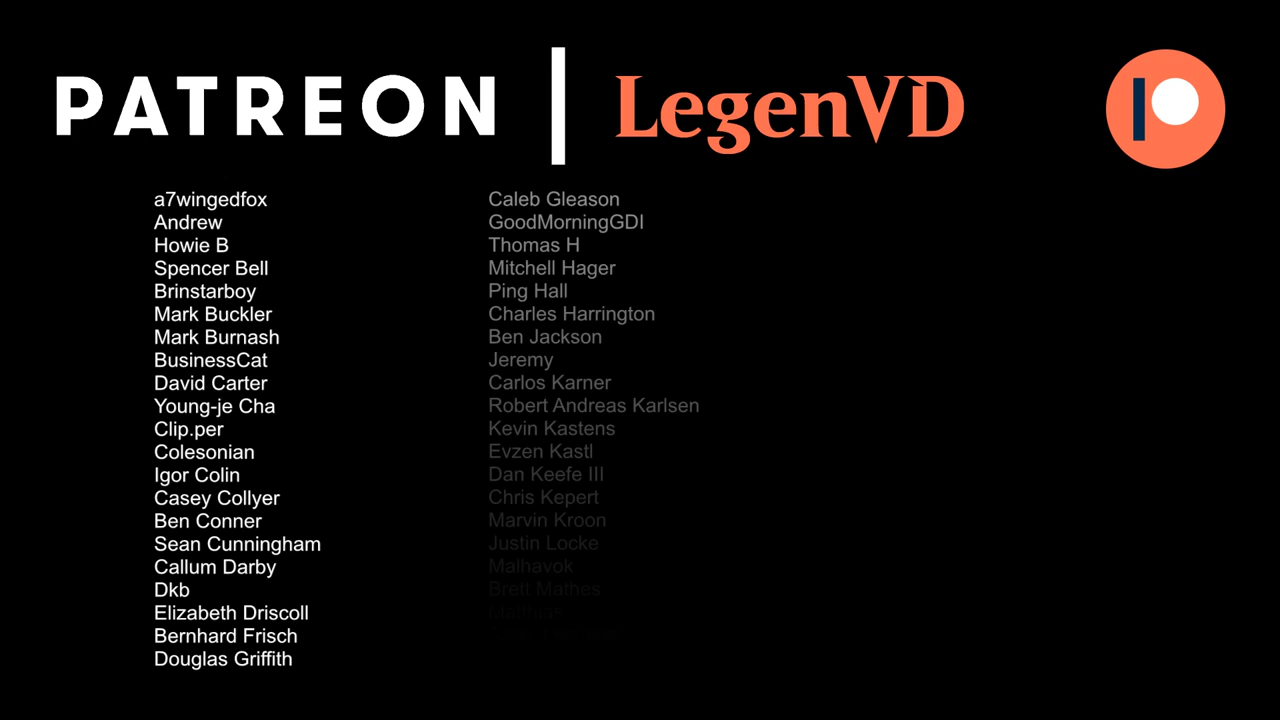 PATREON | LegenVD
a7wingedfox
Andrew
Howie B
Spencer Bell
Brinstarboy
Mark Buckler
Mark Burnash
BusinessCat
David Carter
Young-je Cha
Clip.per
Colesonian
Igor Colin
Casey Collyer
Ben Conner
Sean Cunningham
Callum Darby
Dkb
Elizabeth Driscoll
Bernhard Frisch
Douglas Griffith
Caleb Gleason
GoodMorningGDI
Thomas H
Mitchell Hager
Ping Hall
Charles Harrington
Ben Jackson
Jeremy
Carlos Karner
Robert Andreas Karlsen
Kevin Kastens
Evzen Kastl
Dan Keefe III
Chris Kepert
Marvin Kroon
Justin Locke
Malhavok
Brett Mathes
Matthias